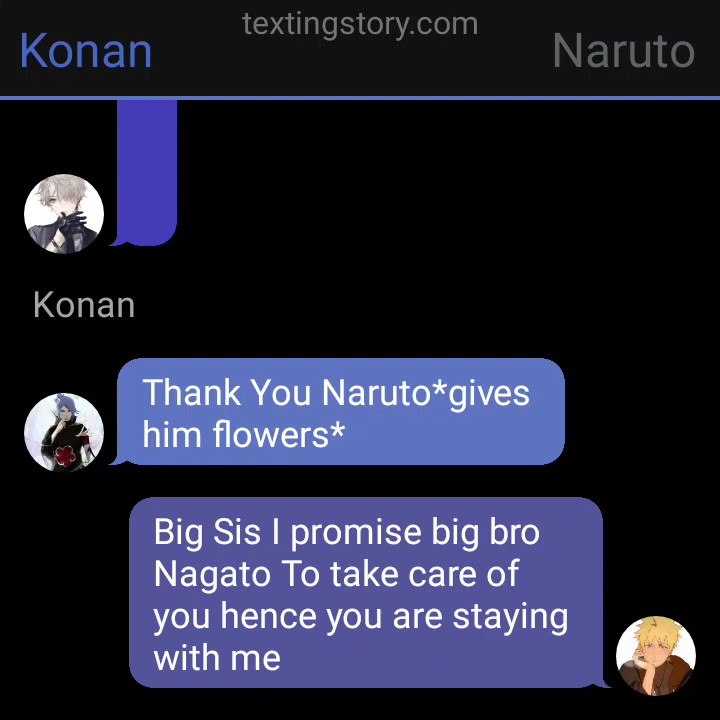 textingstory.com
Konan
Naruto
Konan
Thank You Naruto*gives
him flowers*
Big Sis I promise big bro
Nagato To take care of
you hence you are staying
with me